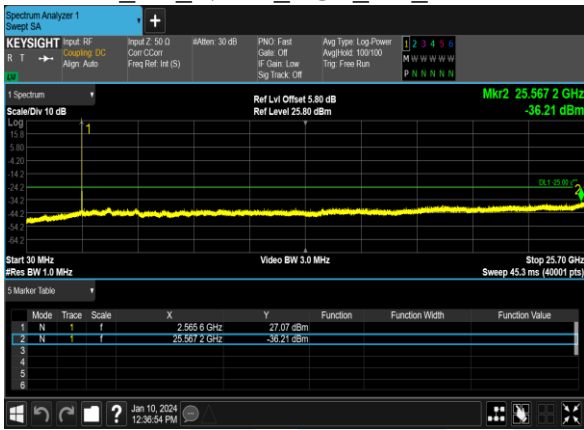 Spectrum Analyzer 1
Swept SA
+
KEYSIGHT Input: RF Input Z: 50 Ω #Atten: 30 dB PNO: Fast Avg Type: Log-Power 1 2 3 4 5 6
R T Coupling: DC Corr CCorr Gate: Off Avg|Hold: 100/100 M W W W W W
Align: Auto Freq Ref: Int (S) IF Gain: Low Trig: Free Run
LV Sig Track: Off P N N N N N
1 Spectrum Ref Lvl Offset 5.80 dB Mkr2 25.567 2 GHz
Scale/Div 10 dB Ref Level 25.80 dBm -36.21 dBm
Log
15.8
5.80
-4.20
-14.2
-24.2
-34.2
-44.2
-54.2
-64.2
1
DL1 -25.00
2
Start 30 MHz Video BW 3.0 MHz Stop 25.70 GHz
#Res BW 1.0 MHz Sweep 45.3 ms (40001 pts)
5 Marker Table
Mode Trace Scale X Y Function Function Width Function Value
1 N 1 f 2.565 6 GHz 27.07 dBm
2 N 1 f 25.567 2 GHz -36.21 dBm
3
4
5
6
? Jan 10, 2024
12:36:54 PM